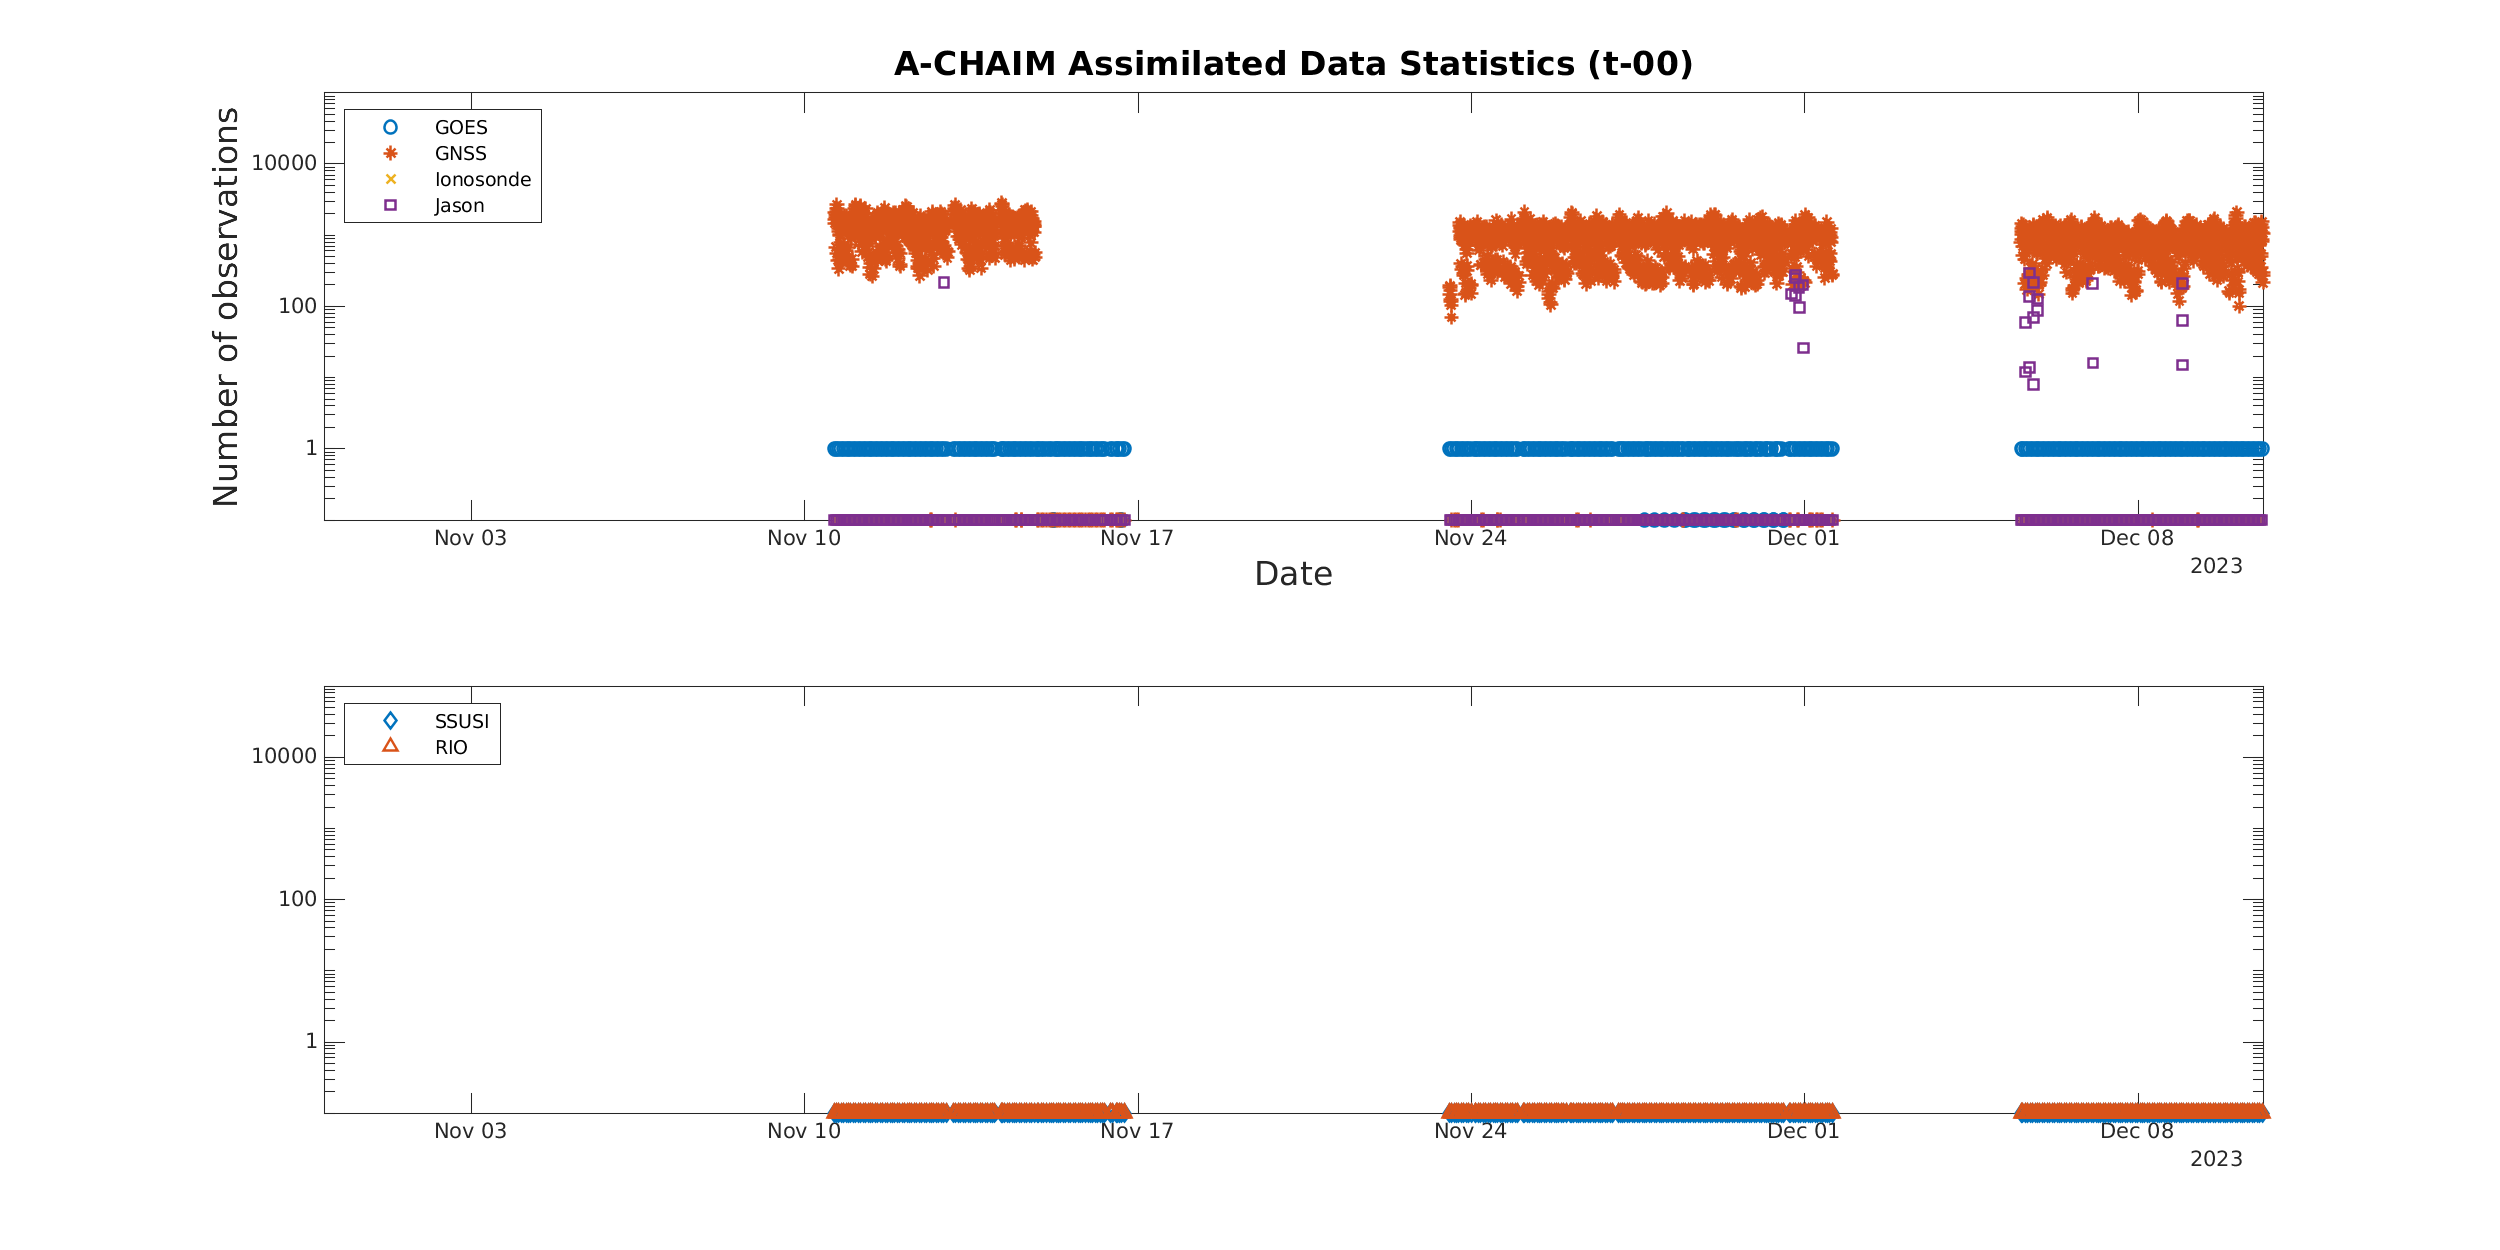 A-CHAIM Assimilated Data Statistics (t-00)
Number of observations
10000
100
1
GOES
GNSS
Ionosonde
Jason
Nov 03
Nov 10
Nov 17
Nov 24
Dec 01
Dec 08
2023
Date
10000
100
1
SSUSI
RIO
Nov 03
Nov 10
Nov 17
Nov 24
Dec 01
Dec 08
2023